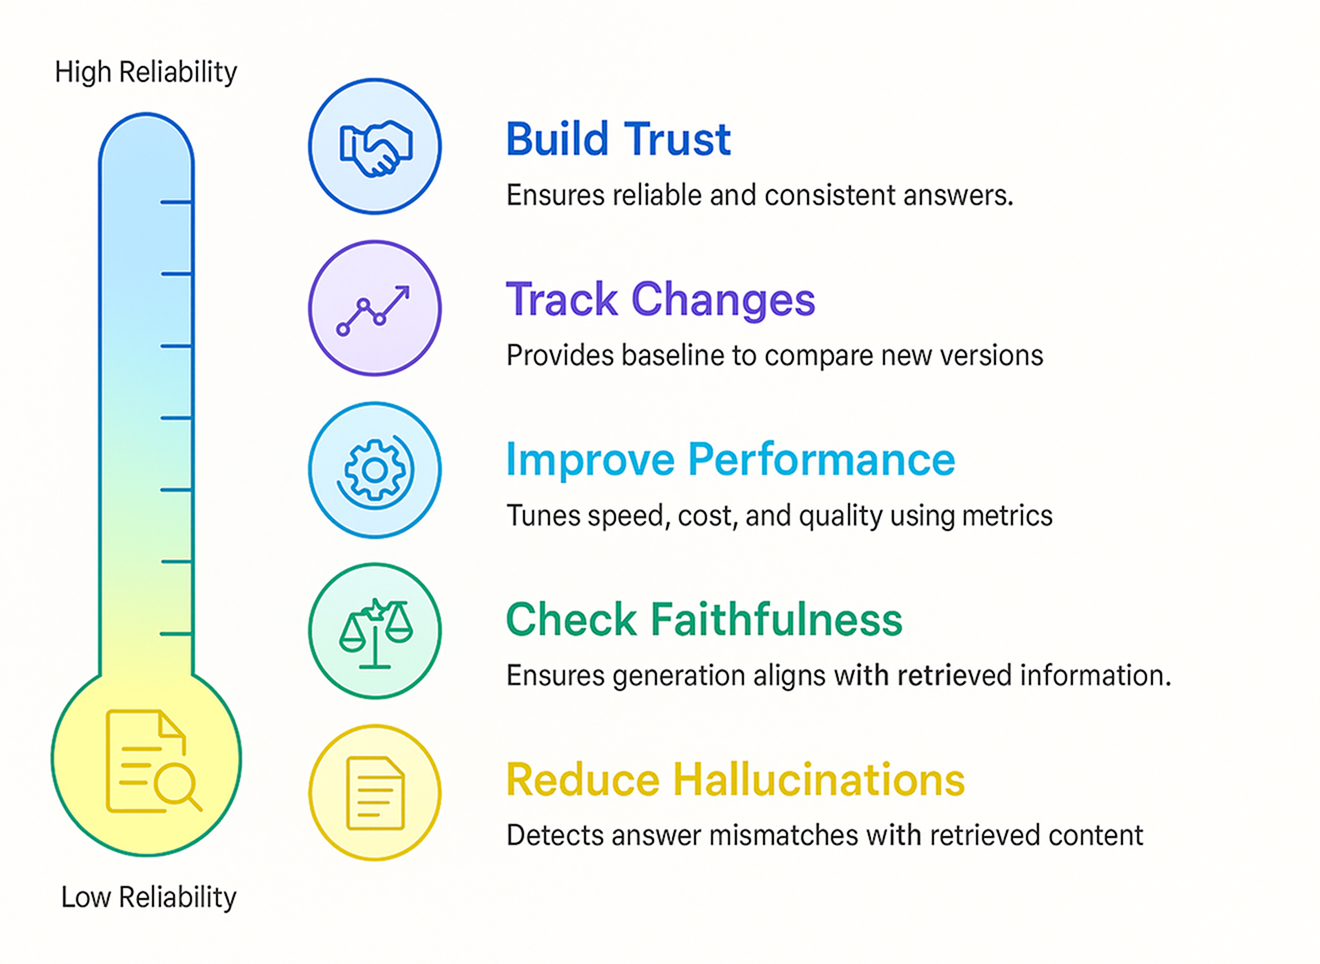 High Reliability
Build Trust
Ensures reliable and consistent answers.
Track Changes
Provides baseline to compare new versions
Improve Performance
Tunes speed, cost, and quality using metrics
Check Faithfulness
Ensures generation aligns with retrieved information.
Reduce Hallucinations
Detects answer mismatches with retrieved content
Low Reliability